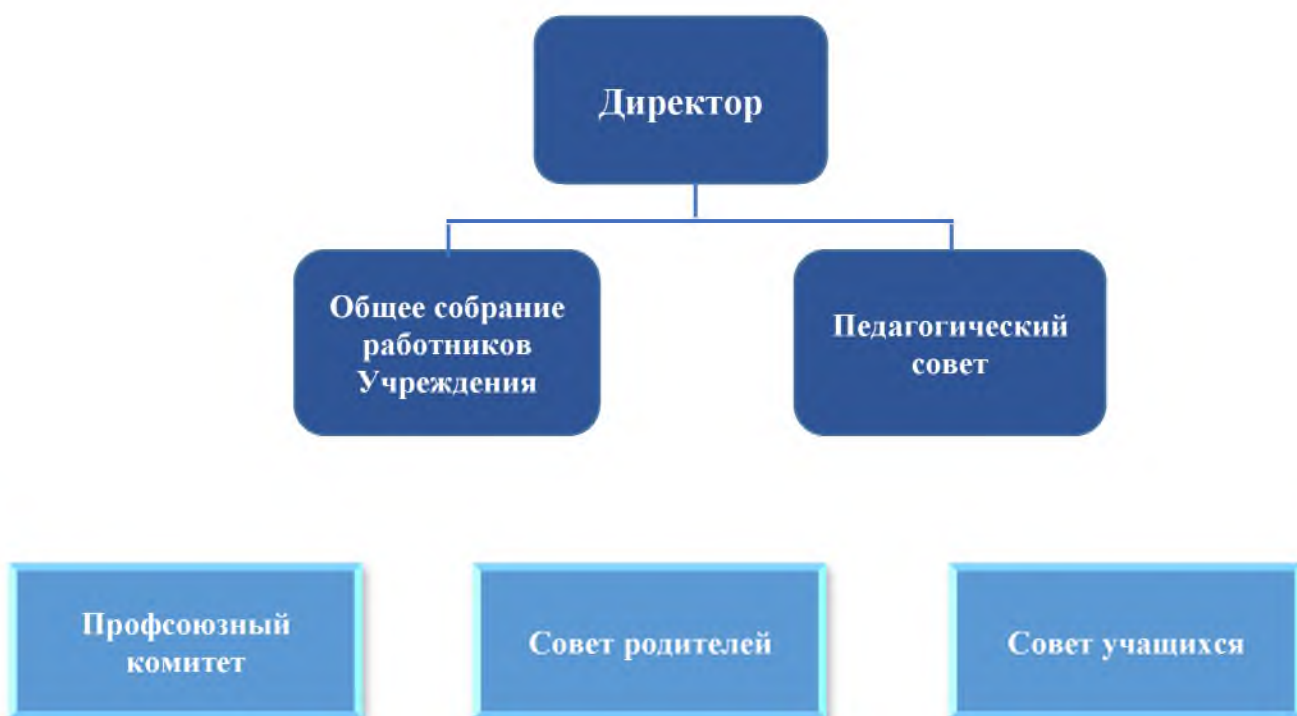 Директор
Общее собрание
работников
Учреждения
Педагогический
совет
Профсоюзный
комитет
Совет родителей
Совет учащихся